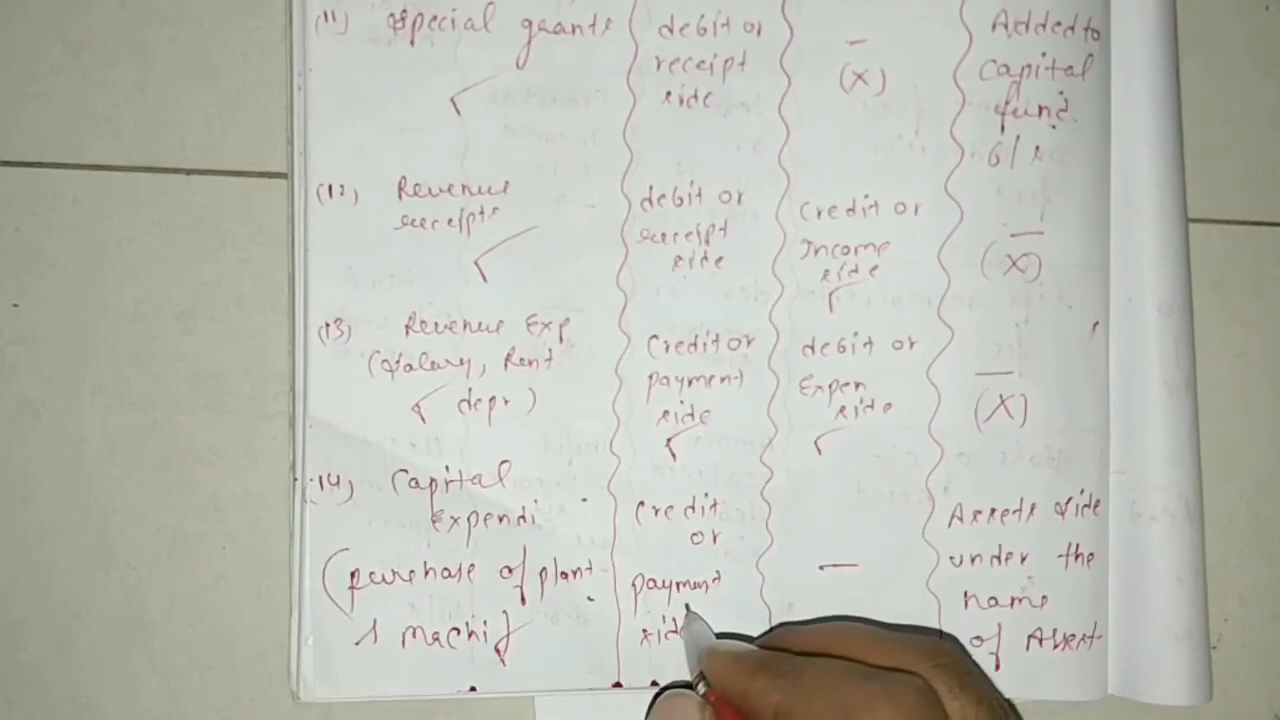 (11) Special grants
debit or
receipt
side
—
(X)
Added to
capital
fund.
(12) Revenue
receipts
debit or
receipt
side
Credit or
Income
side
—
(X)
(13) Revenue Exp
(Salary, Rent
depr)
Credit or
payment
side
debit or
Expen
side
—
(X)
(14) Capital
Expendi
(purchase of plant
& machi)
Credit
or
payment
side
—
Assets side
under the
name
of Asset